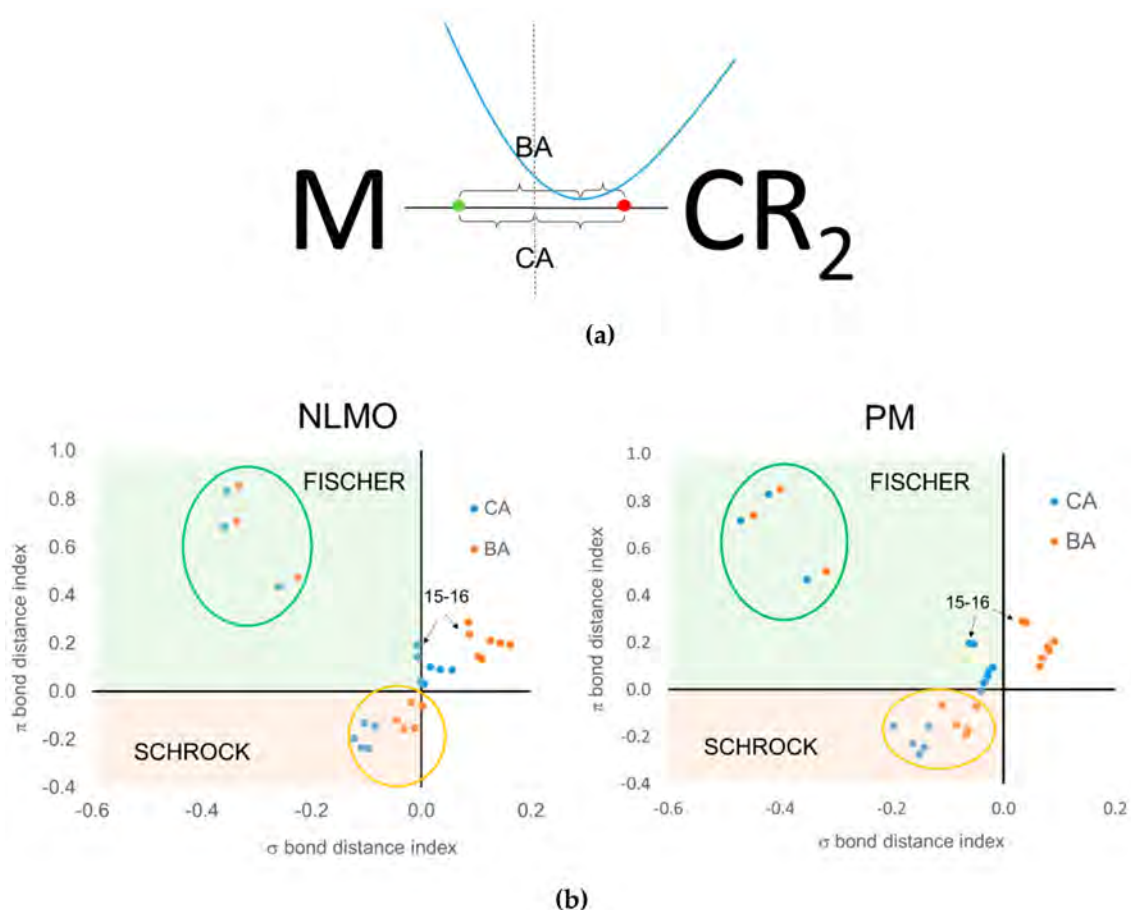 BA
M CR₂
CA
(a)
NLMO
PM
1.0
0.8
0.6
0.4
0.2
0.0
-0.2
-0.4
FISCHER
CA
BA
15-16
SCHROCK
-0.6 -0.4 -0.2 0.0 0.2
π bond distance index
σ bond distance index
1.0
0.8
0.6
0.4
0.2
0.0
-0.2
-0.4
FISCHER
CA
BA
15-16
SCHROCK
-0.6 -0.4 -0.2 0.0 0.2
π bond distance index
σ bond distance index
(b)